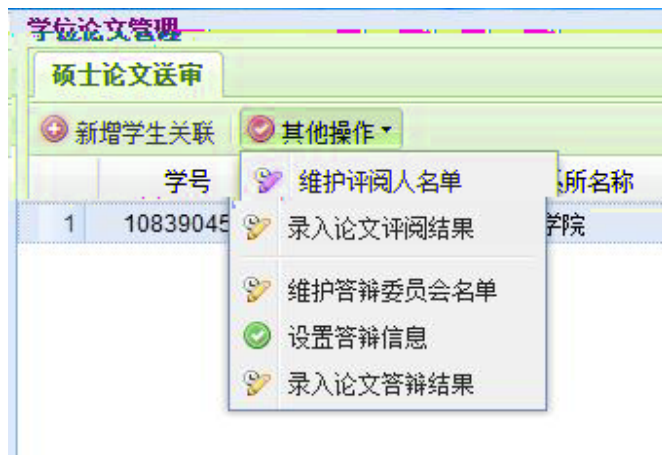 学位论文管理
硕士论文送审
新增学生关联 其他操作
学号 系所名称
维护评阅人名单
1 10839045 学院
录入论文评阅结果
维护答辩委员会名单
设置答辩信息
录入论文答辩结果